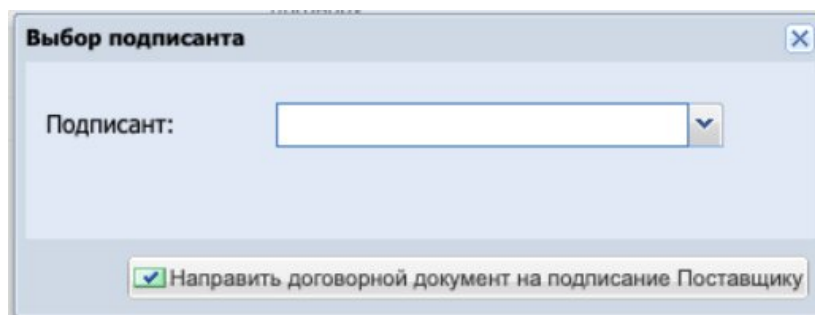 Выбор подписанта
Подписант:
Направить договорной документ на подписание Поставщику